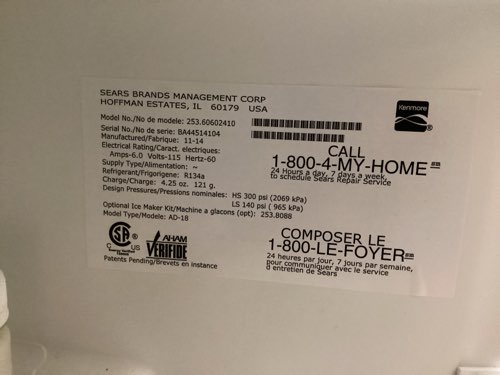 SEARS BRANDS MANAGEMENT CORP
HOFFMAN ESTATES, IL 60179 USA
Kenmore
Model No./No de modele: 253.60602410
Serial No./No de serie: BA44514104
Manufactured/Fabrique: 11-14
Electrical Rating/Caract. electriques:
Amps-6.0 Volts-115 Hertz-60
Supply Type/Alimentation: ~
Refrigerant/Frigorigene: R134a
Charge/Charge: 4.25 oz. 121 g.
Design Pressures/Pressions nominales: HS 300 psi (2069 kPa)
LS 140 psi ( 965 kPa)
Optional Ice Maker Kit/Machine a glacons (opt): 253.8088
Model Type/Modele: AD-18
CALL
1-800-4-MY-HOME
24 Hours a day, 7 days a week,
to schedule Sears Repair Service
COMPOSER LE
1-800-LE-FOYER
24 heures par jour, 7 jours par semaine,
pour communiquer avec le service
d entretien de Sears
C US
AHAM
VERIFIDE
Patents Pending/Brevets en instance